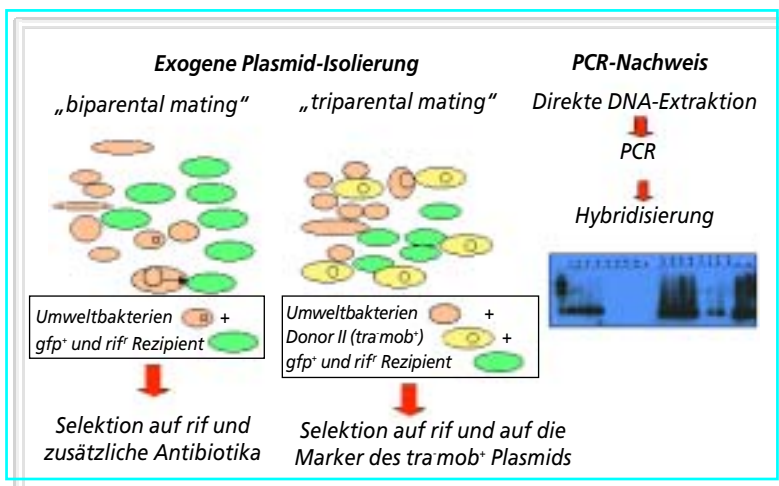 Exogene Plasmid-Isolierung
„biparental mating“
Umweltbakterien +
gfp⁺ und rifʳ Rezipient
Selektion auf rif und
zusätzliche Antibiotika
„triparental mating“
Umweltbakterien +
Donor II (tra⁻mob⁺) +
gfp⁺ und rifʳ Rezipient
Selektion auf rif und auf die
Marker des tra⁻mob⁺ Plasmids
PCR-Nachweis
Direkte DNA-Extraktion
PCR
Hybridisierung